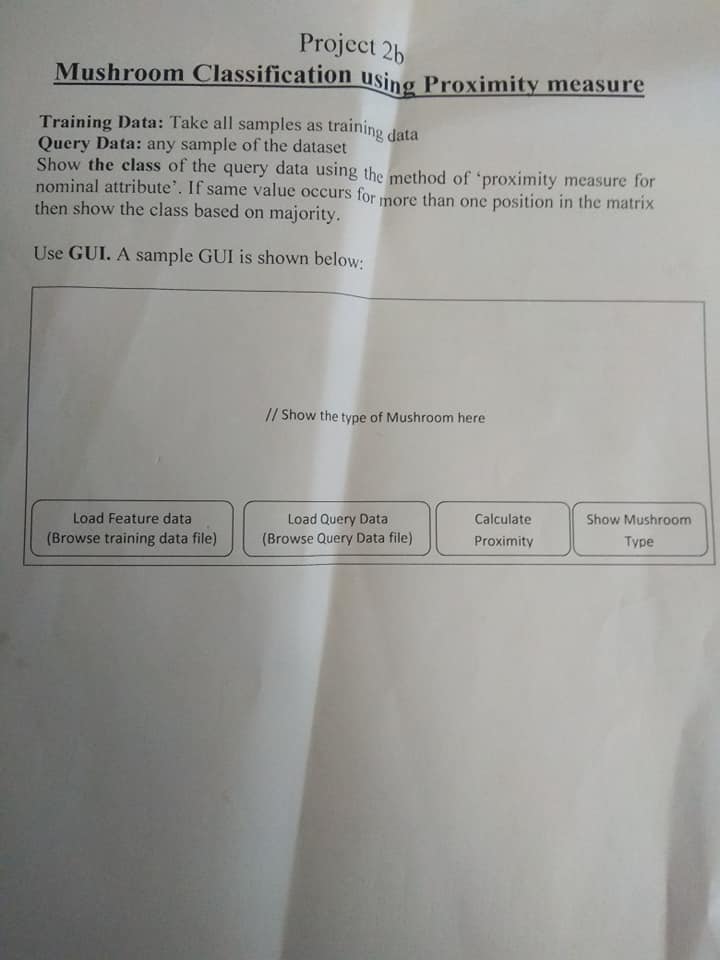 Project 2b
Mushroom Classification using Proximity measure
Training Data: Take all samples as training data
Query Data: any sample of the dataset
Show the class of the query data using the method of ‘proximity measure for
nominal attribute’. If same value occurs for more than one position in the matrix
then show the class based on majority.
Use GUI. A sample GUI is shown below:
// Show the type of Mushroom here
Load Feature data
(Browse training data file)
Load Query Data
(Browse Query Data file)
Calculate
Proximity
Show Mushroom
Type